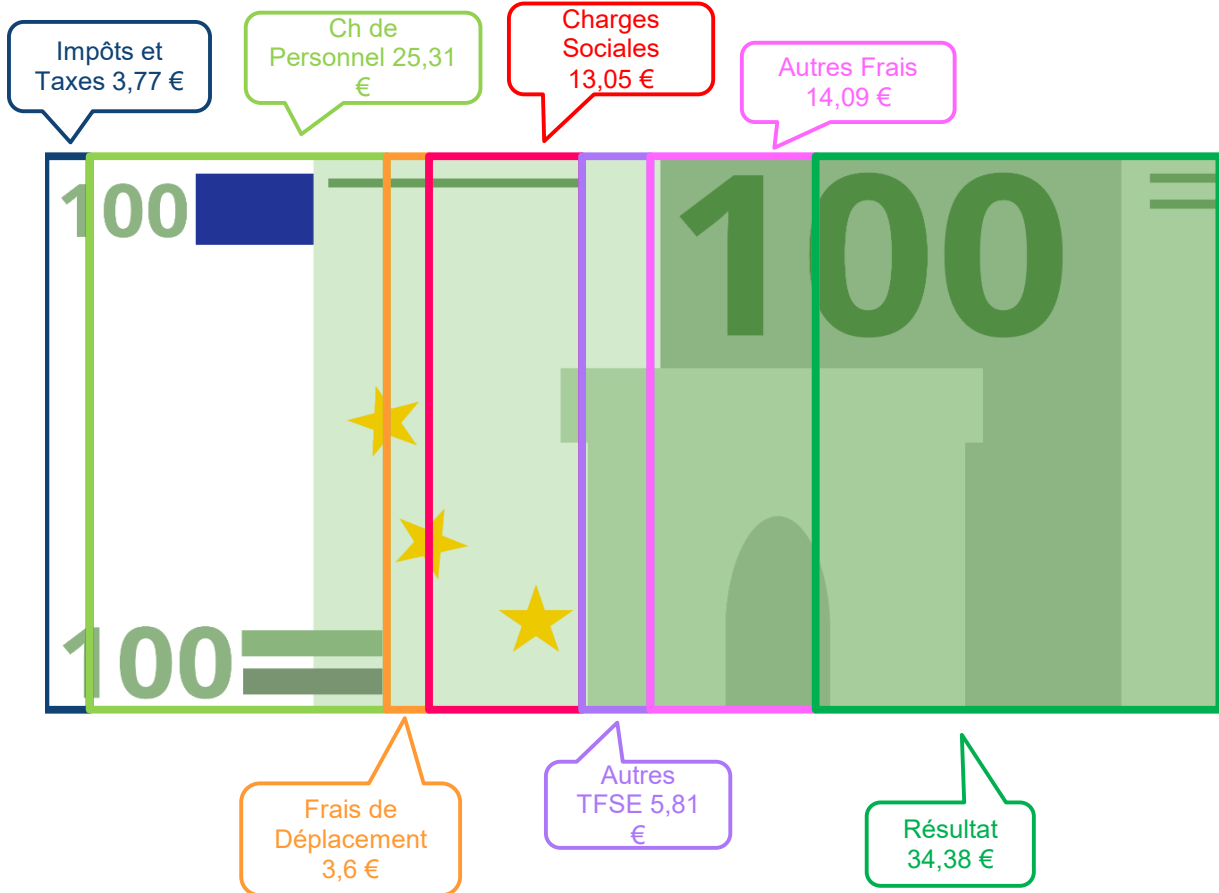 Impôts et
Taxes 3,77 €
Ch de
Personnel 25,31
€
Charges
Sociales
13,05 €
Autres Frais
14,09 €
100
100
100
Frais de
Déplacement
3,6 €
Autres
TFSE 5,81
€
Résultat
34,38 €